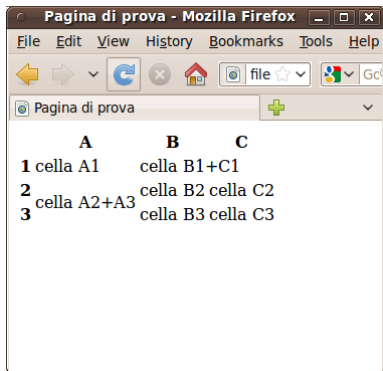 Pagina di prova - Mozilla Firefox
File Edit View History Bookmarks Tools Help
file
Pagina di prova
A B C
1 cella A1 cella B1+C1
2 cella A2+A3 cella B2 cella C2
3 cella B3 cella C3